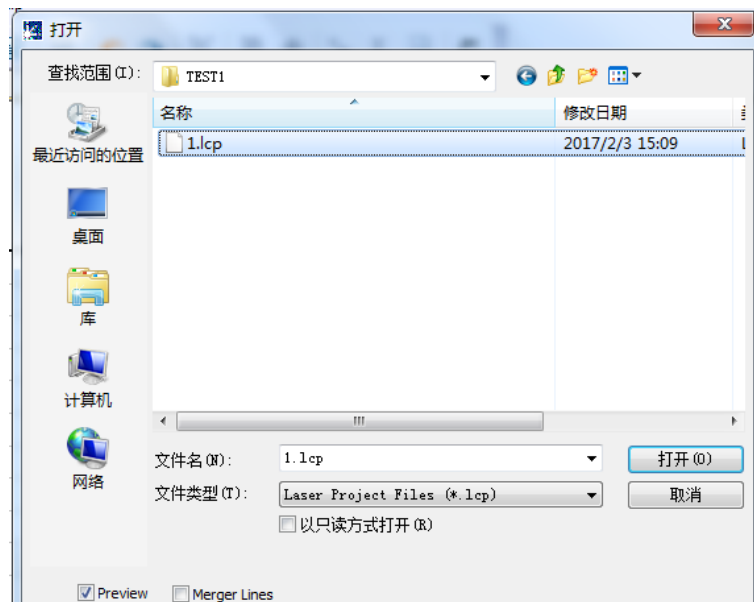 打开
查找范围(I):
TEST1
名称
修改日期
1.lcp
2017/2/3 15:09
最近访问的位置
桌面
库
计算机
网络
文件名(N):
1.lcp
打开(O)
文件类型(T):
Laser Project Files (*.lcp)
取消
以只读方式打开(R)
Preview
Merger Lines